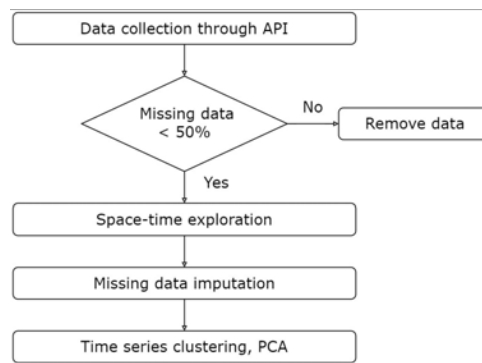 Data collection through API
Missing data
< 50%
No
Remove data
Yes
Space-time exploration
Missing data imputation
Time series clustering, PCA